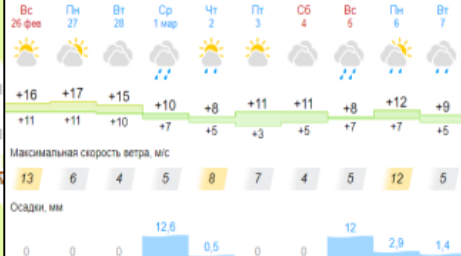 Вс Пн Вт Ср Чт Пт Сб Вс Пн Вт
26 фев 27 28 1 мар 2 3 4 5 6 7
+16 +17 +15 +10 +8 +11 +11 +8 +12 +9
+11 +11 +10 +7 +5 +3 +5 +7 +7 +5
Максимальная скорость ветра, м/с
13 6 4 5 8 7 4 5 12 5
Осадки, мм
0 0 0 12,6 0,5 0 0 12 2,9 1,4